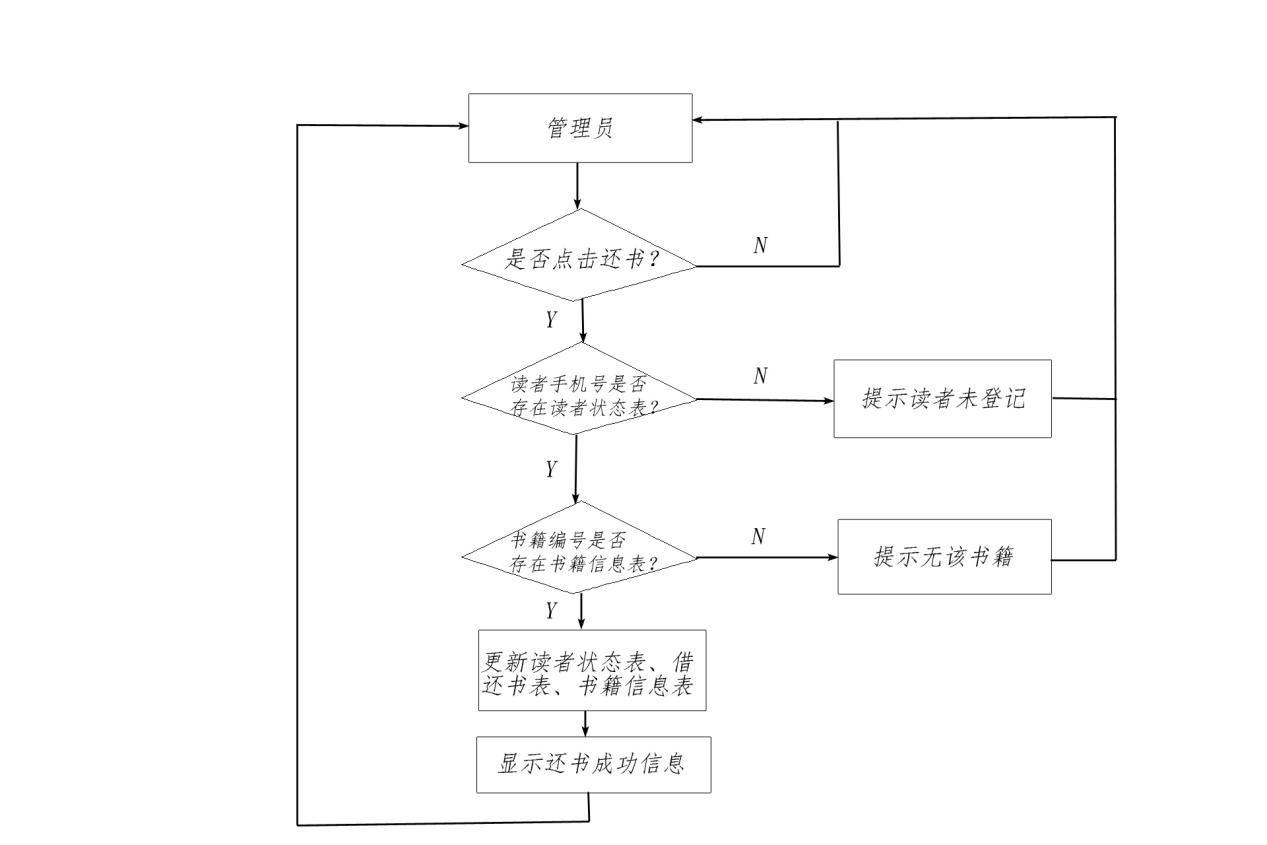 管理员
是否点击还书？
N
Y
读者手机号是否
存在读者状态表？
N
提示读者未登记
Y
书籍编号是否
存在书籍信息表？
N
提示无该书籍
Y
更新读者状态表、借
还书表、书籍信息表
显示还书成功信息